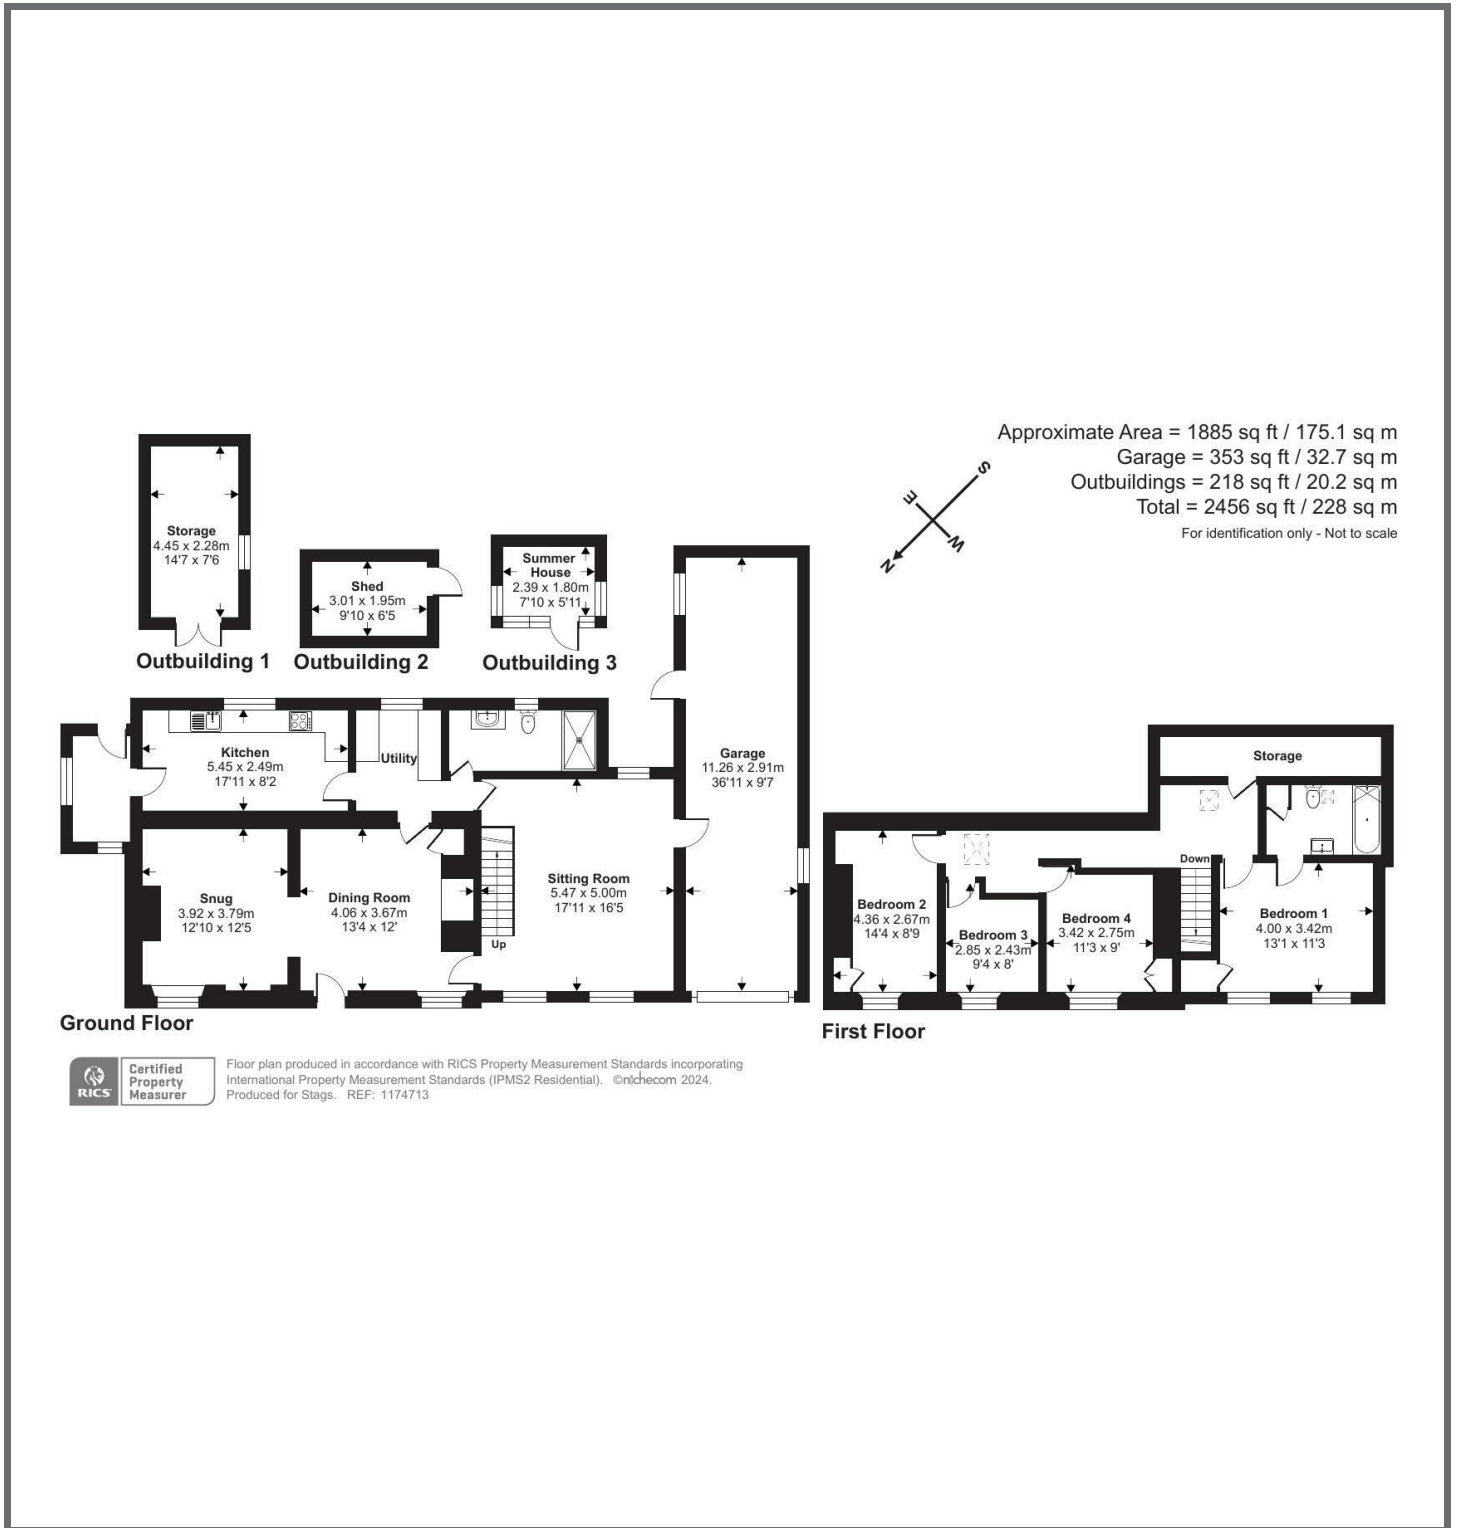 Approximate Area = 1885 sq ft / 175.1 sq m
Garage = 353 sq ft / 32.7 sq m
Outbuildings = 218 sq ft / 20.2 sq m
Total = 2456 sq ft / 228 sq m
For identification only - Not to scale
S
E
W
N
Storage
4.45 x 2.28m
14'7 x 7'6
Outbuilding 1
Shed
3.01 x 1.95m
9'10 x 6'5
Outbuilding 2
Summer
House
2.39 x 1.80m
7'10 x 5'11
Outbuilding 3
Kitchen
5.45 x 2.49m
17'11 x 8'2
Utility
Garage
11.26 x 2.91m
36'11 x 9'7
Snug
3.92 x 3.79m
12'10 x 12'5
Dining Room
4.06 x 3.67m
13'4 x 12'
Up
Sitting Room
5.47 x 5.00m
17'11 x 16'5
Ground Floor
Storage
Down
Bedroom 2
4.36 x 2.67m
14'4 x 8'9
Bedroom 3
2.85 x 2.43m
9'4 x 8'
Bedroom 4
3.42 x 2.75m
11'3 x 9'
Bedroom 1
4.00 x 3.42m
13'1 x 11'3
First Floor
RICS
Certified
Property
Measurer
Floor plan produced in accordance with RICS Property Measurement Standards incorporating
International Property Measurement Standards (IPMS2 Residential). ©nichecom 2024.
Produced for Stags. REF: 1174713